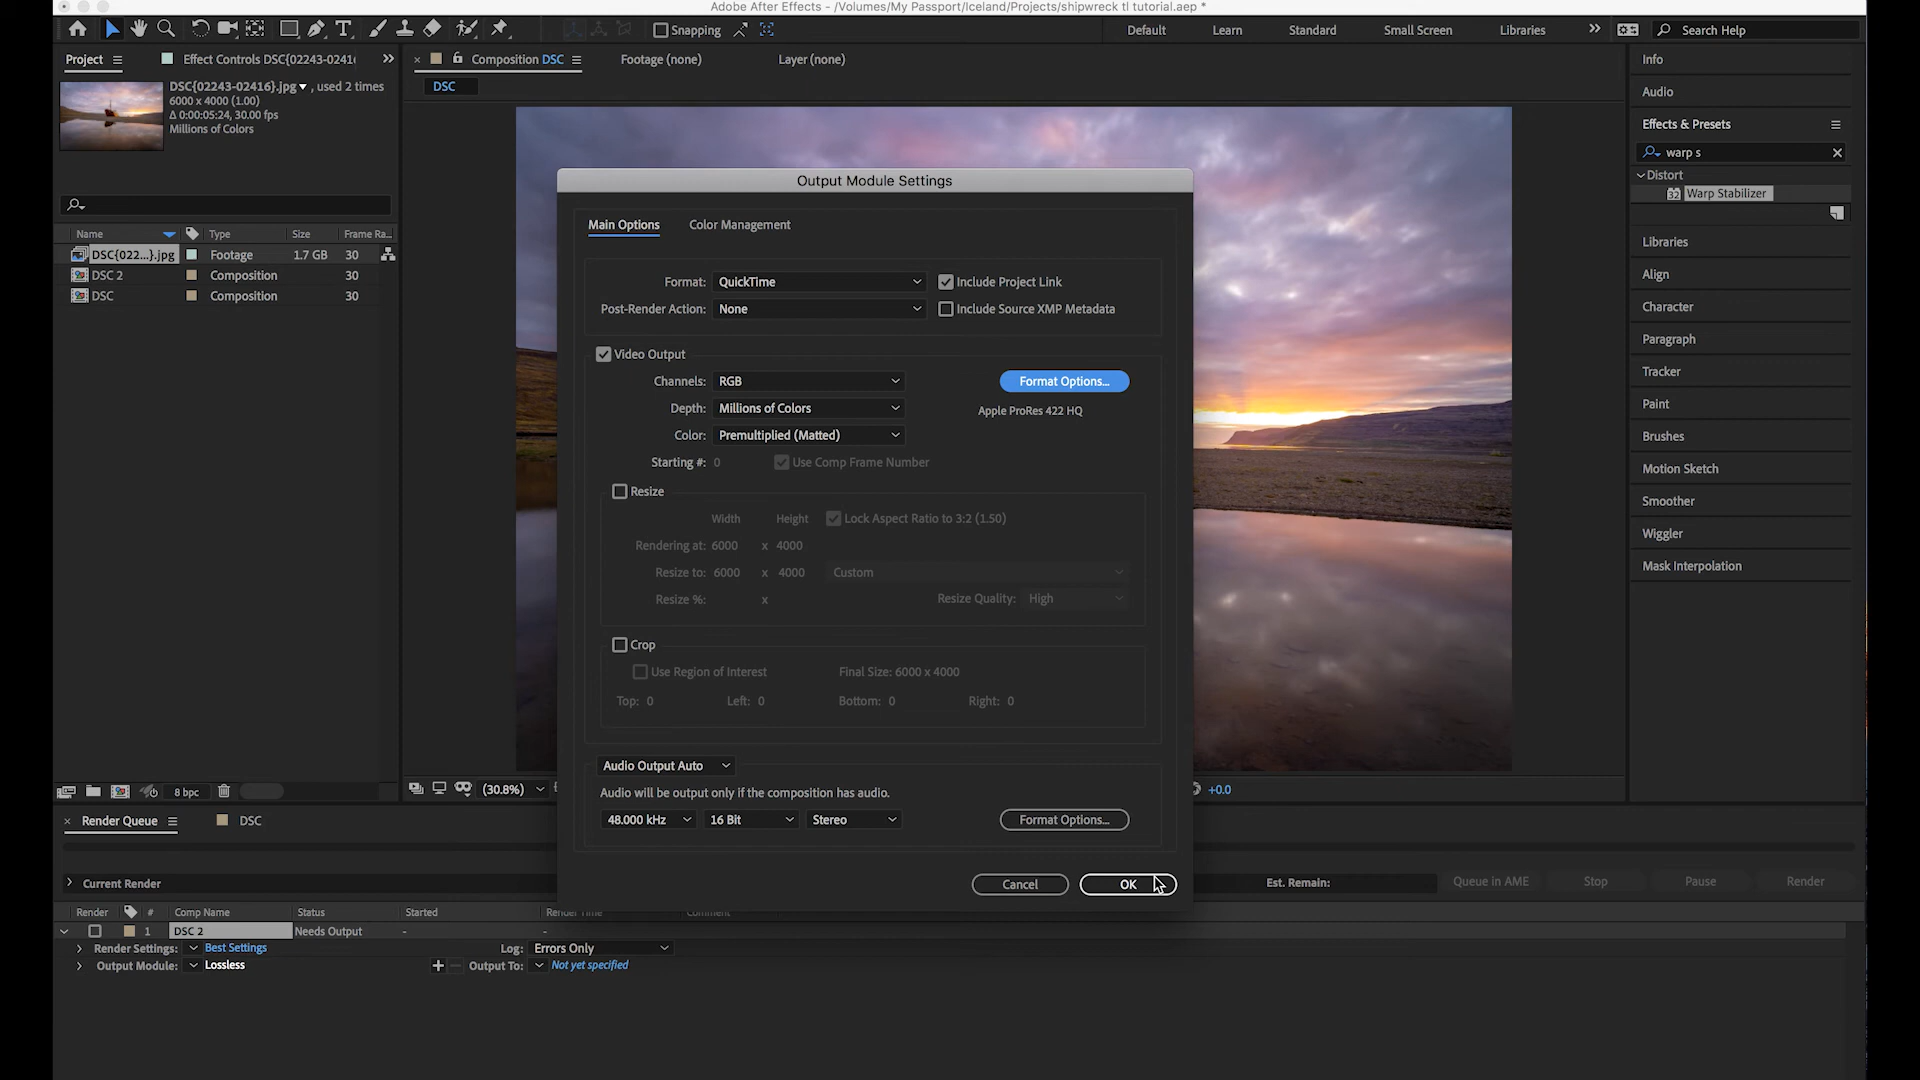 Adobe After Effects - /Volumes/My Passport/Iceland/Projects/shipwreck tl tutorial.aep *
Snapping
Default Learn Standard Small Screen Libraries
Search Help
Project
Effect Controls DSC{02243-0241
Composition DSC
Footage (none)
Layer (none)
DSC
DSC{02243-02416}.jpg, used 2 times
6000 x 4000 (1.00)
Δ 0:00:05:24, 30.00 fps
Millions of Colors
Name Type Size Frame Ra...
DSC{022...}.jpg Footage 1.7 GB 30
DSC 2 Composition 30
DSC Composition 30
8 bpc
(30.8%)
+0.0
Output Module Settings
Main Options
Color Management
Format: QuickTime
Include Project Link
Post-Render Action: None
Include Source XMP Metadata
Video Output
Channels: RGB
Format Options...
Depth: Millions of Colors
Apple ProRes 422 HQ
Color: Premultiplied (Matted)
Starting #: 0
Use Comp Frame Number
Resize
Width Height
Lock Aspect Ratio to 3:2 (1.50)
Rendering at: 6000 x 4000
Resize to: 6000 x 4000
Custom
Resize %: x
Resize Quality: High
Crop
Use Region of Interest
Final Size: 6000 x 4000
Top: 0 Left: 0 Bottom: 0 Right: 0
Audio Output Auto
Audio will be output only if the composition has audio.
48.000 kHz 16 Bit Stereo
Format Options...
Cancel OK
Info
Audio
Effects & Presets
warp s
Distort
32 Warp Stabilizer
Libraries
Align
Character
Paragraph
Tracker
Paint
Brushes
Motion Sketch
Smoother
Wiggler
Mask Interpolation
Render Queue
DSC
Current Render
Est. Remain:
Queue in AME Stop Pause Render
Render # Comp Name Status Started Render Time Comment
1 DSC 2 Needs Output - -
Render Settings: Best Settings
Log: Errors Only
Output Module: Lossless
Output To: Not yet specified